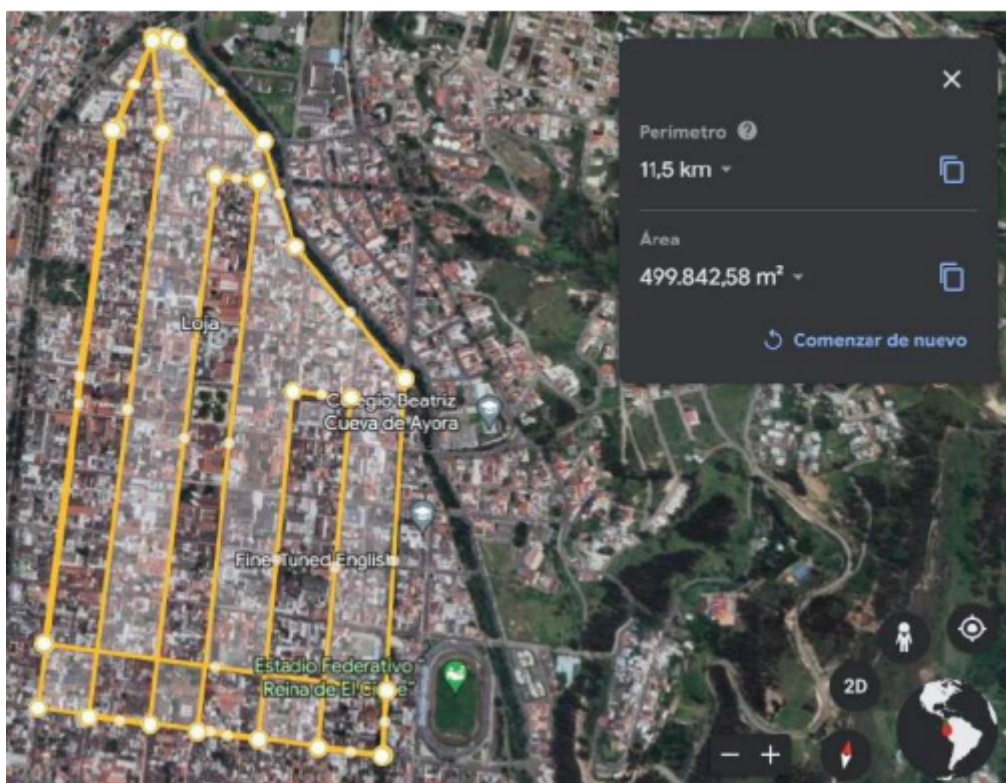 Perímetro
11,5 km
Área
499.842,58 m²
Comenzar de nuevo
Loja
Colegio Beatriz
Cueva de Ayora
Fine-Tuned English
Estadio Federativo
Reina de El Cisne"
2D